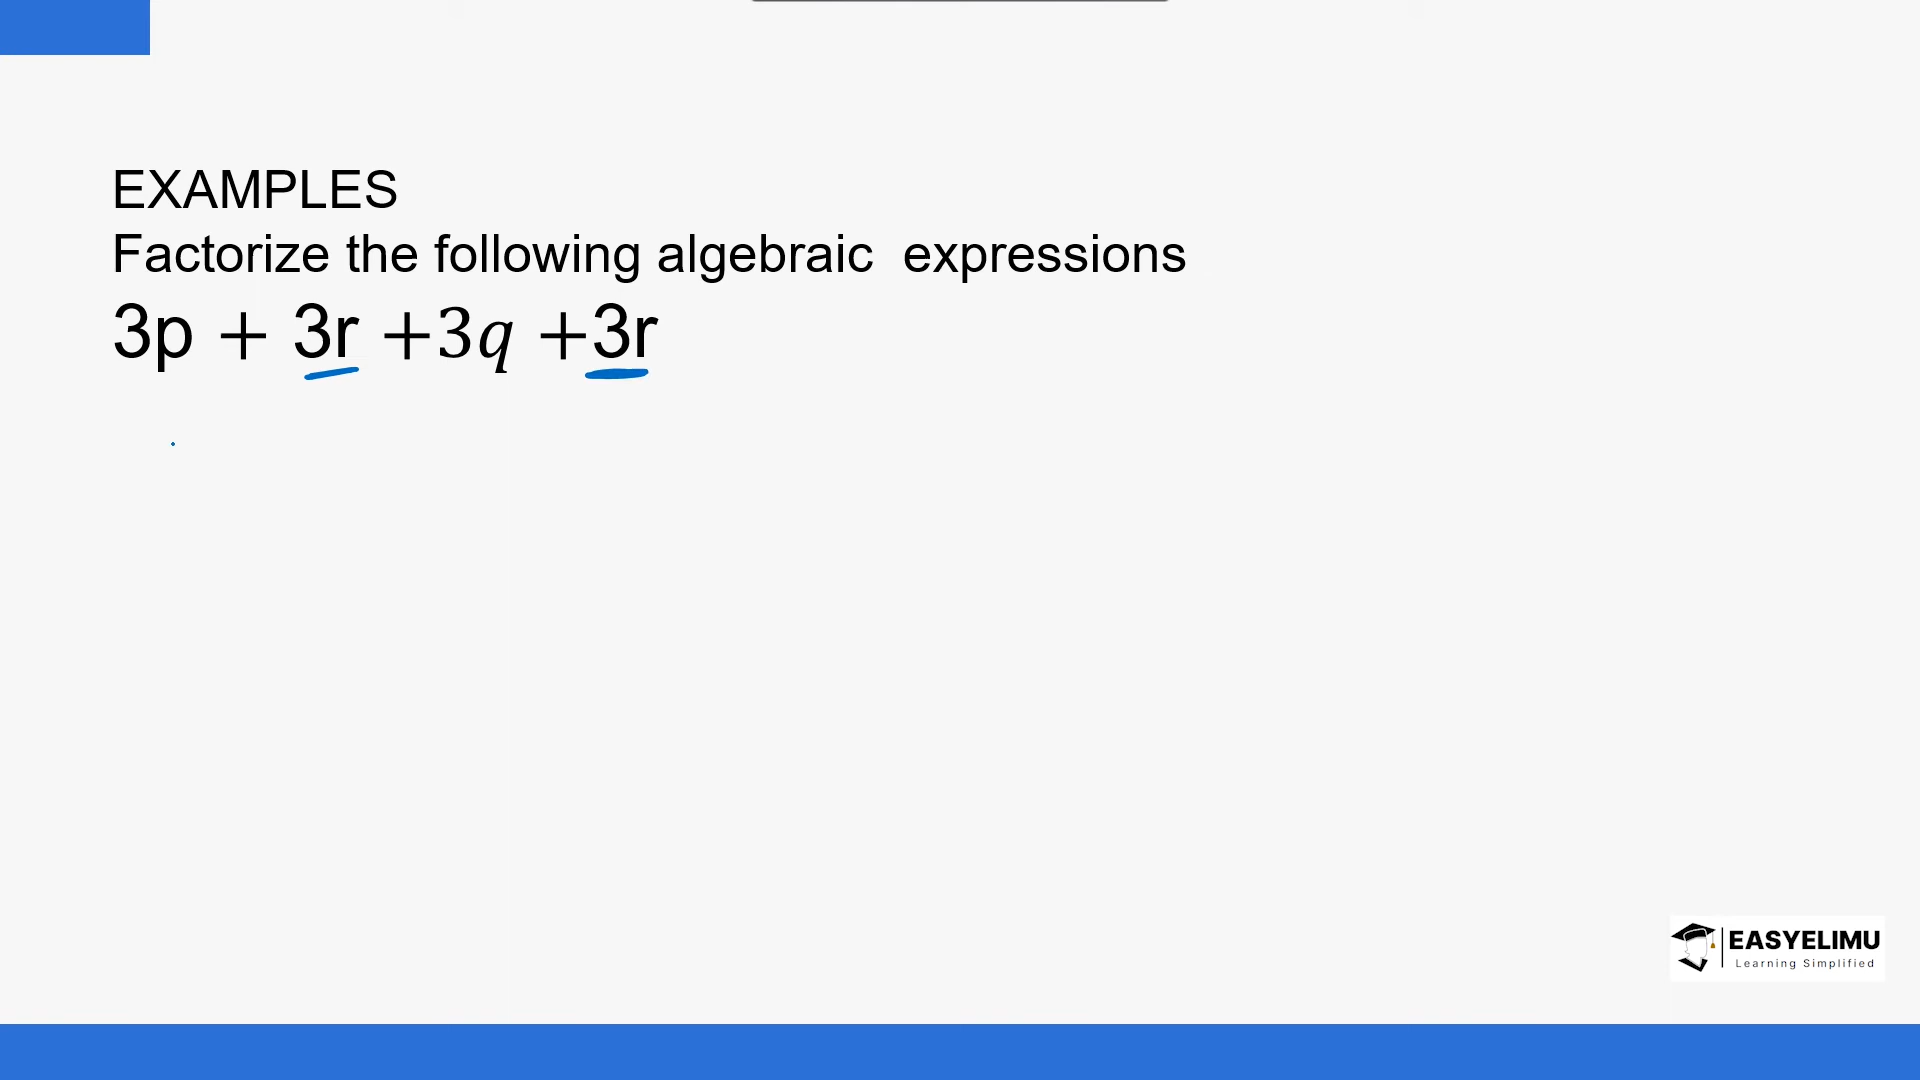 EXAMPLES
Factorize the following algebraic  expressions
3p + 3r +3q +3r
EASYELIMU
Learning Simplified